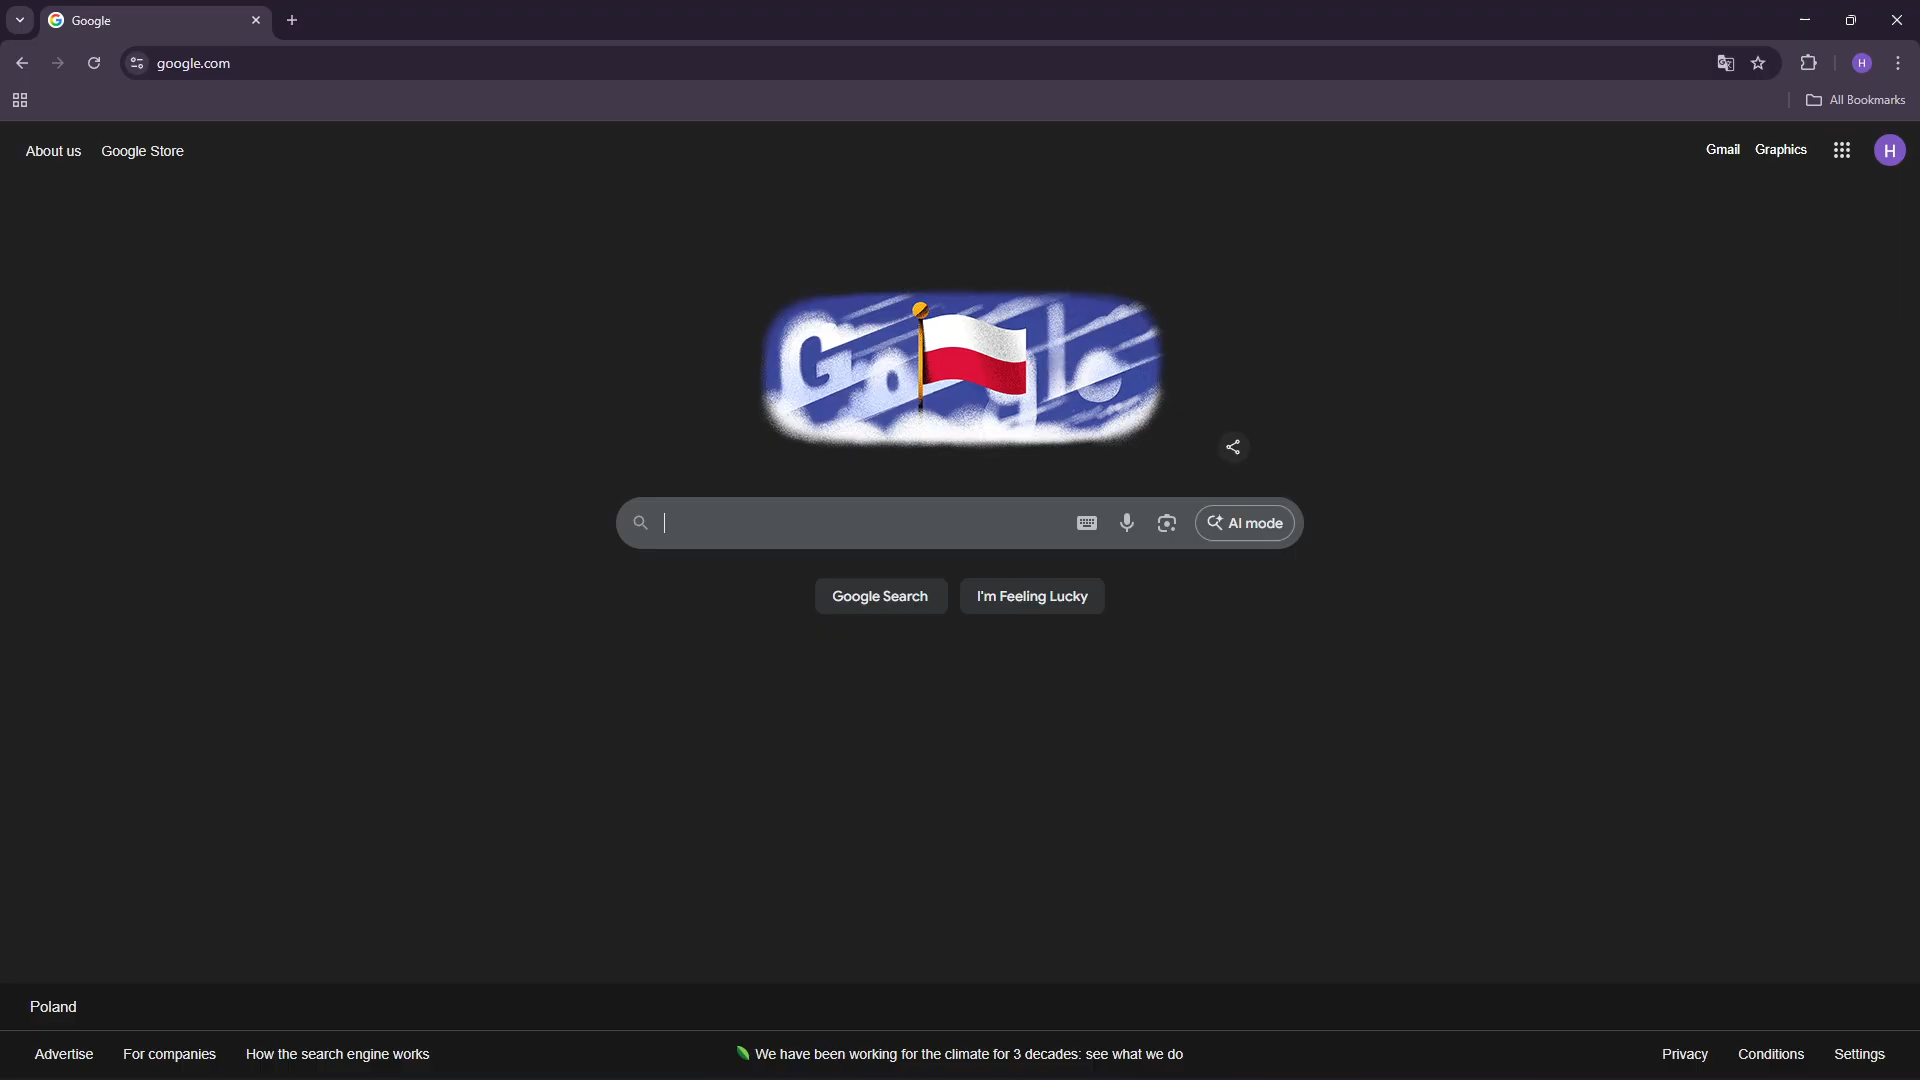 Google
google.com
All Bookmarks
About us Google Store
Gmail Graphics
H
Google
AI mode
Google Search I'm Feeling Lucky
Poland
Advertise For companies How the search engine works
We have been working for the climate for 3 decades: see what we do
Privacy Conditions Settings